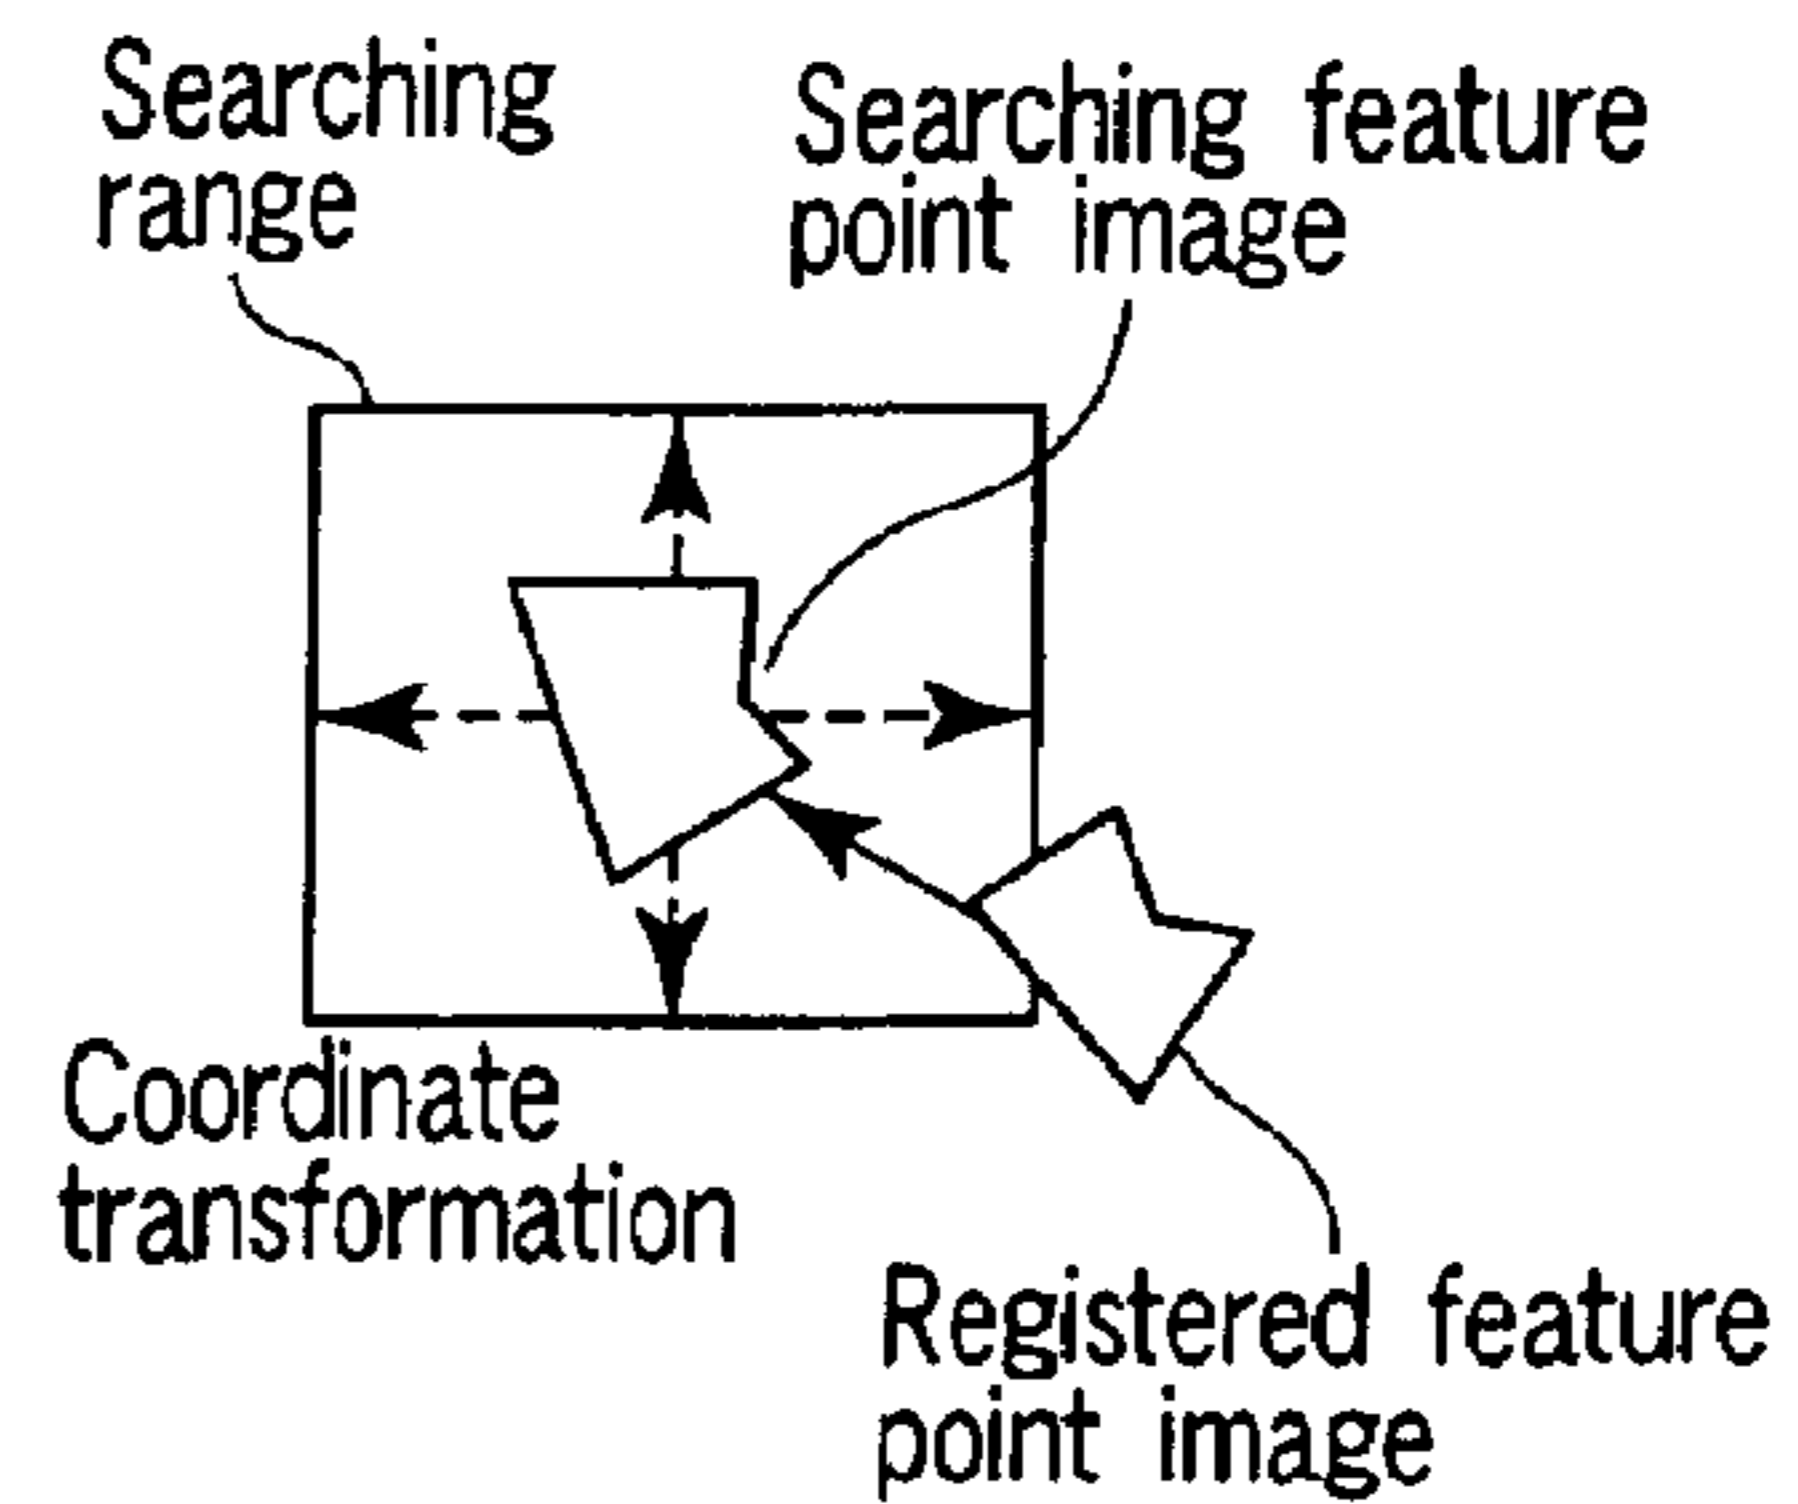 Searching
range
Searching feature
point image
Coordinate
transformation
Registered feature
point image